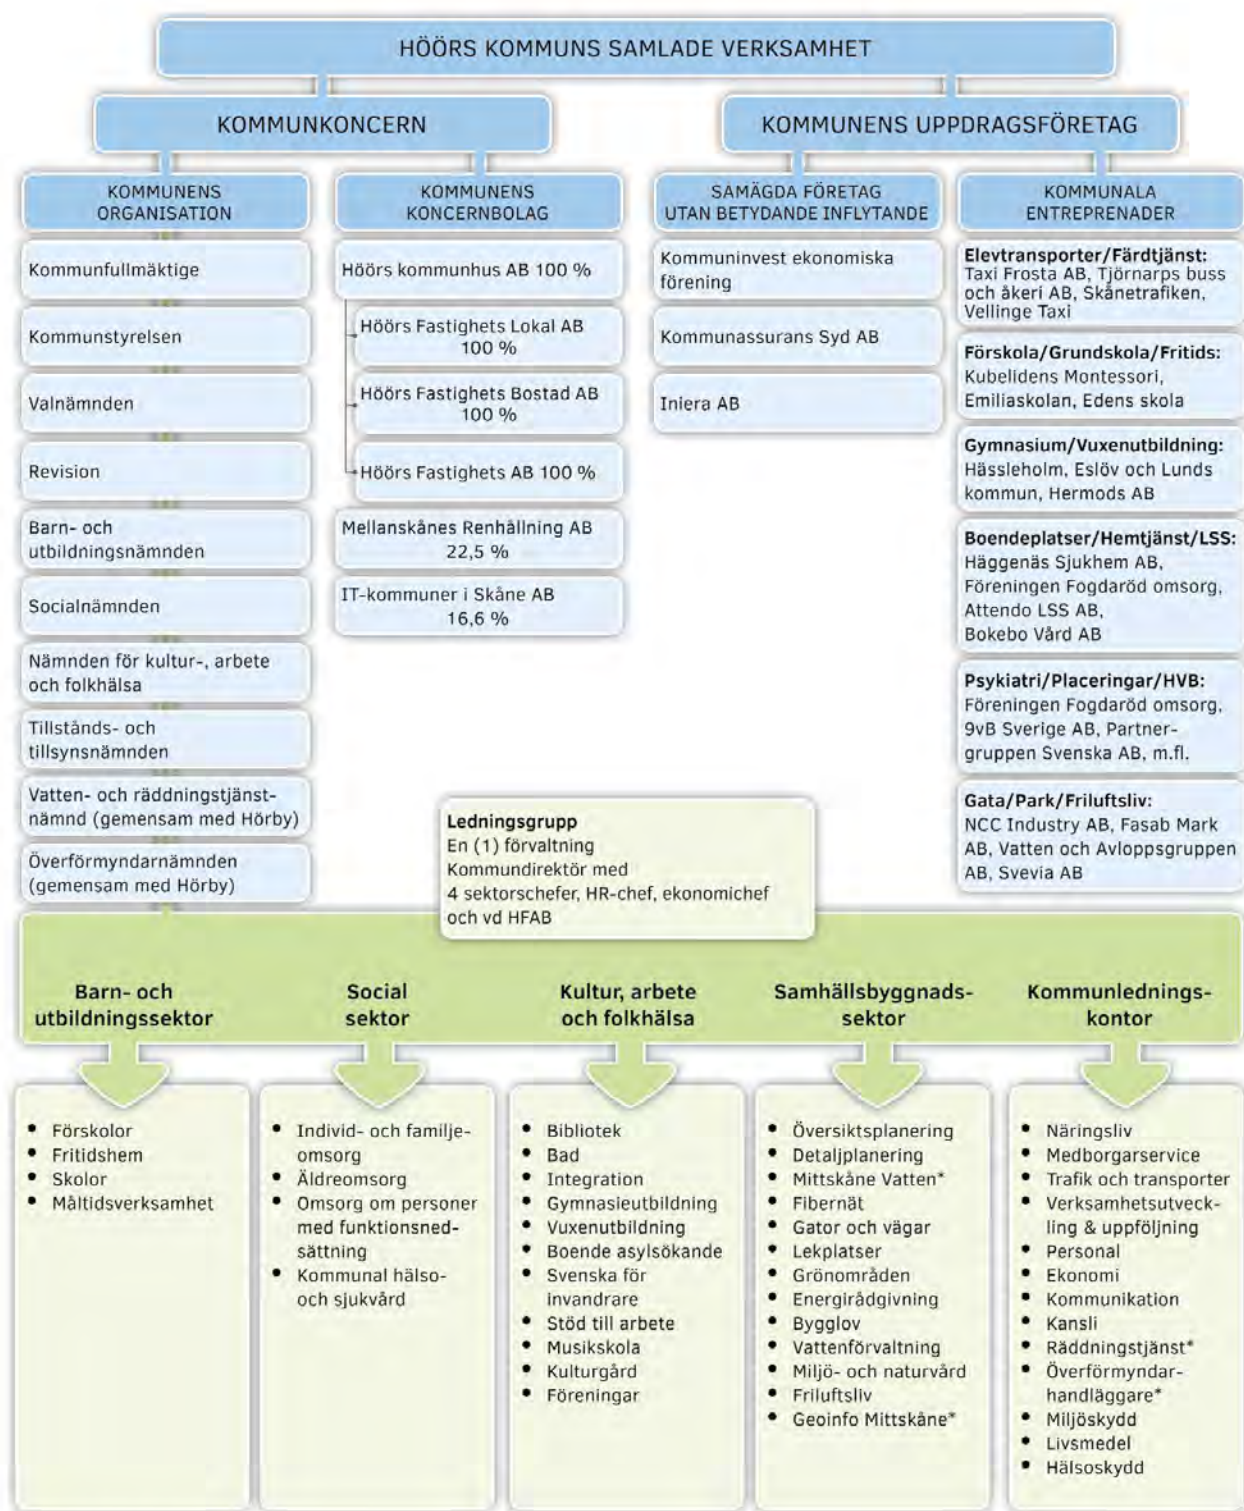 HÖÖRS KOMMUNS SAMLADE VERKSAMHET
KOMMUNKONCERN
KOMMUNENS UPPDRAGSFÖRETAG
KOMMUNENS
ORGANISATION
Kommunfullmäktige
Kommunstyrelsen
Valnämnden
Revision
Barn- och
utbildningsnämnden
Socialnämnden
Nämnden för kultur-, arbete
och folkhälsa
Tillstånds- och
tillsynsnämnden
Vatten- och räddningstjänst-
nämnd (gemensam med Hörby)
Överförmyndarnämnden
(gemensam med Hörby)
KOMMUNENS
KONCERNBOLAG
Höörs kommunhus AB 100 %
Höörs Fastighets Lokal AB
100 %
Höörs Fastighets Bostad AB
100 %
Höörs Fastighets AB 100 %
Mellanskånes Renhållning AB
22,5 %
IT-kommuner i Skåne AB
16,6 %
SAMÄGDA FÖRETAG
UTAN BETYDANDE INFLYTANDE
Kommuninvest ekonomiska
förening
Kommunassurans Syd AB
Iniera AB
KOMMUNALA
ENTREPRENADER
Elevtransporter/Färdtjänst:
Taxi Frosta AB, Tjörnarps buss
och åkeri AB, Skånetrafiken,
Vellinge Taxi
Förskola/Grundskola/Fritids:
Kubelidens Montessori,
Emiliaskolan, Edens skola
Gymnasium/Vuxenutbildning:
Hässleholm, Eslöv och Lunds
kommun, Hermods AB
Boendeplatser/Hemtjänst/LSS:
Häggenäs Sjukhem AB,
Föreningen Fogdaröd omsorg,
Attendo LSS AB,
Bokebo Vård AB
Psykiatri/Placeringar/HVB:
Föreningen Fogdaröd omsorg,
9vB Sverige AB, Partner-
gruppen Svenska AB, m.fl.
Gata/Park/Friluftsliv:
NCC Industry AB, Fasab Mark
AB, Vatten och Avloppsgruppen
AB, Svevia AB
Ledningsgrupp
En (1) förvaltning
Kommundirektör med
4 sektorschefer, HR-chef, ekonomichef
och vd HFAB
Barn- och
utbildningssektor
• Förskolor
• Fritidshem
• Skolor
• Måltidsverksamhet
Social
sektor
• Individ- och familje-
omsorg
• Äldreomsorg
• Omsorg om personer
med funktionsned-
sättning
• Kommunal hälso-
och sjukvård
Kultur, arbete
och folkhälsa
• Bibliotek
• Bad
• Integration
• Gymnasieutbildning
• Vuxenutbildning
• Boende asylsökande
• Svenska för
invandrare
• Stöd till arbete
• Musikskola
• Kulturgård
• Föreningar
Samhällsbyggnads-
sektor
• Översiktsplanering
• Detaljplanering
• Mittskåne Vatten*
• Fibernät
• Gator och vägar
• Lekplatser
• Grönområden
• Energirådgivning
• Bygglov
• Vattenförvaltning
• Miljö- och naturvård
• Friluftsliv
• Geoinfo Mittskåne*
Kommunlednings-
kontor
• Näringsliv
• Medborgarservice
• Trafik och transporter
• Verksamhetsutveck-
ling & uppföljning
• Personal
• Ekonomi
• Kommunikation
• Kansli
• Räddningstjänst*
• Överförmyndar-
handläggare*
• Miljöskydd
• Livsmedel
• Hälsoskydd